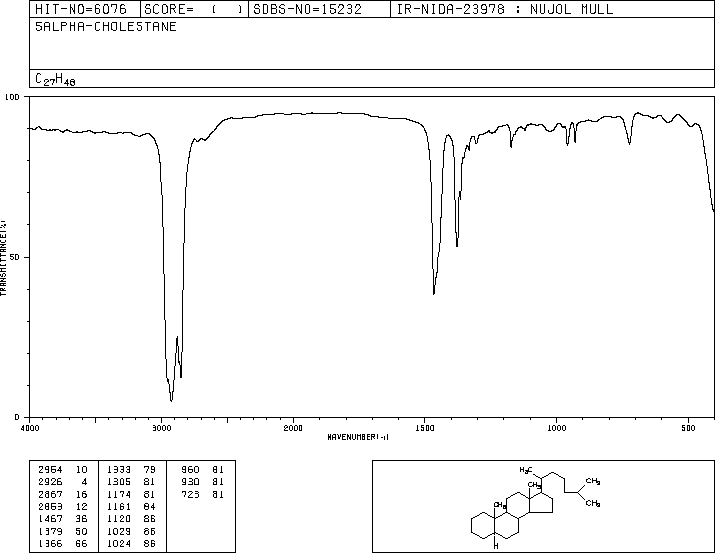 HIT-NO=6076 SCORE= ( ) SDBS-NO=15232 IR-NIDA-23978 : NUJOL MULL
5ALPHA-CHOLESTANE
C27H48
100
50
0
TRANSMITTANCE(%)
4000 3000 2000 1500 1000 500
WAVENUMBER(-1)
2954 10 1333 79 960 81
2926 4 1305 81 930 81
2867 16 1174 81 723 81
2853 12 1161 84
1467 36 1120 86
1379 50 1029 86
1366 66 1024 86
H3C
CH3
CH3
CH3
CH3
H